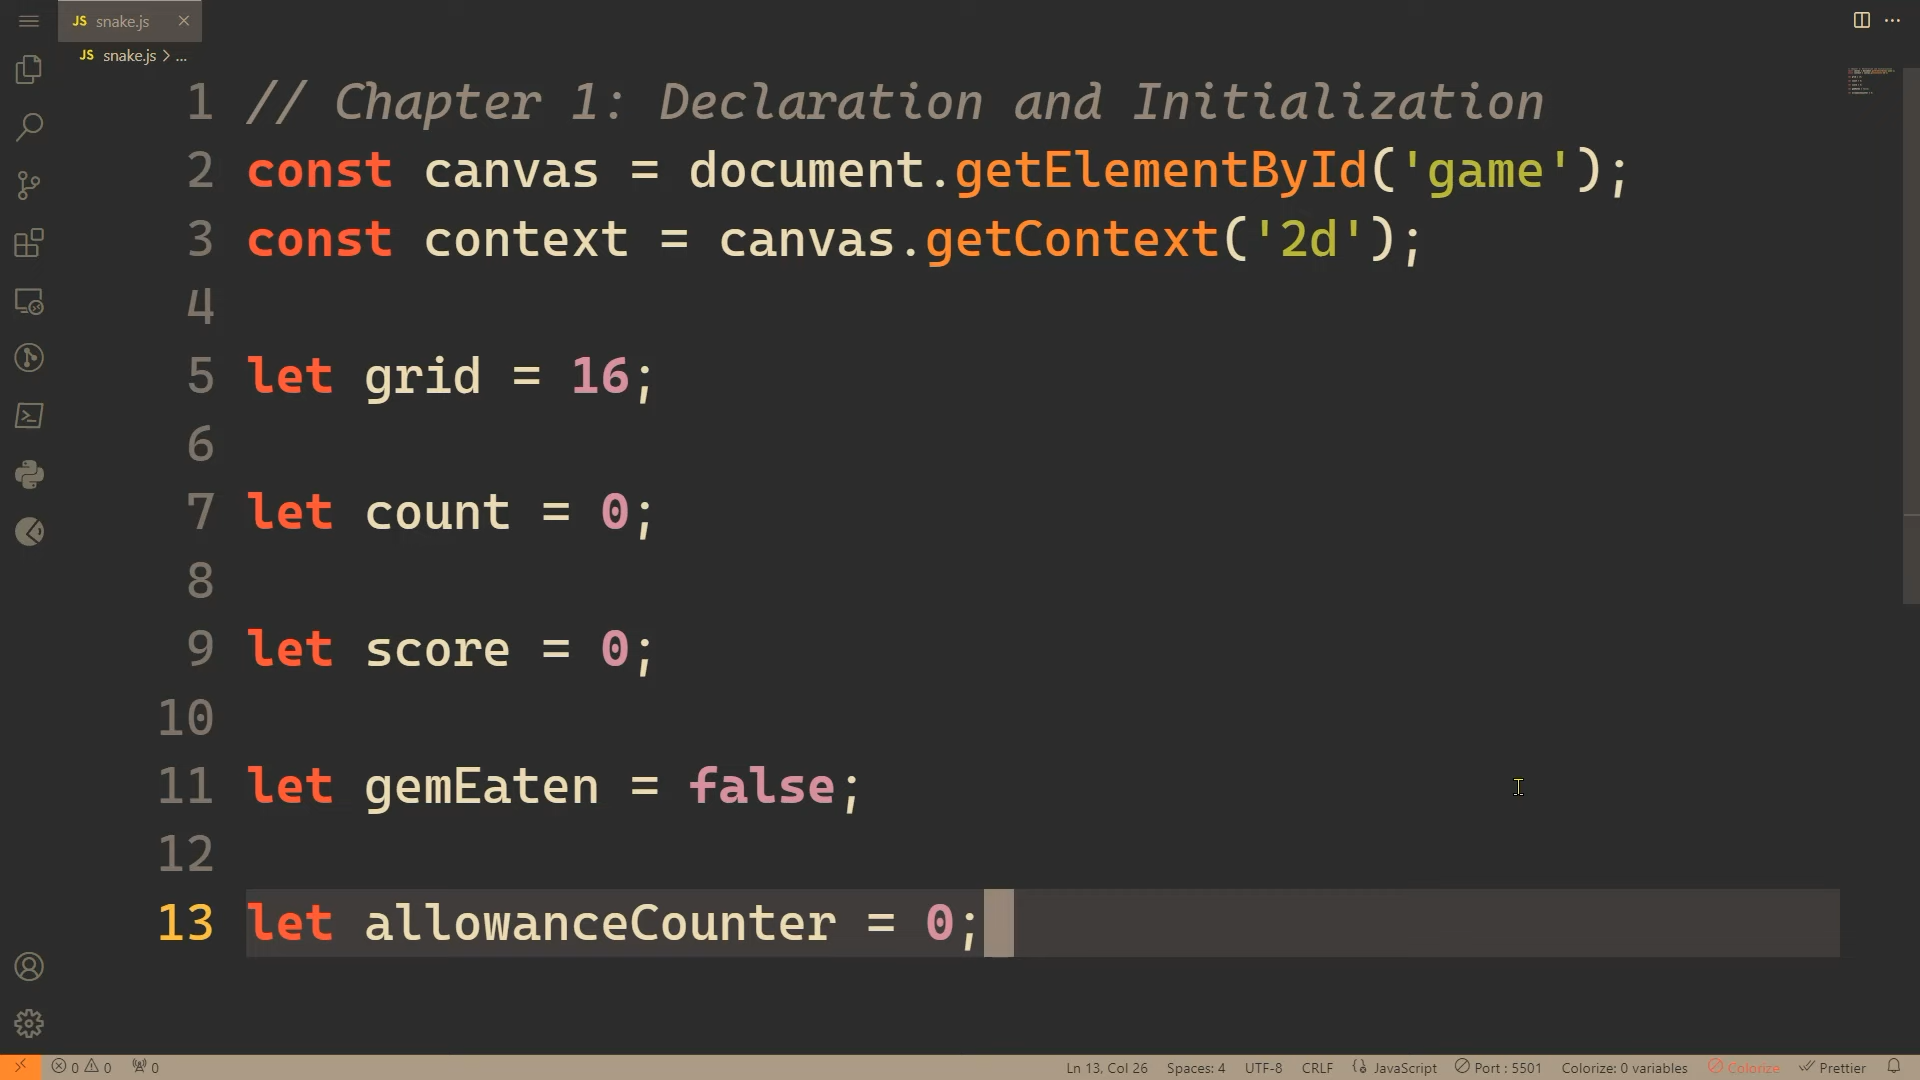 JS snake.js ×
JS snake.js > ...
1 // Chapter 1: Declaration and Initialization
2 const canvas = document.getElementById('game');
3 const context = canvas.getContext('2d');
4
5 let grid = 16;
6
7 let count = 0;
8
9 let score = 0;
10
11 let gemEaten = false;
12
13 let allowanceCounter = 0;
0 0 0 Ln 13, Col 26 Spaces: 4 UTF-8 CRLF JavaScript Port : 5501 Colorize: 0 variables Colorize Prettier